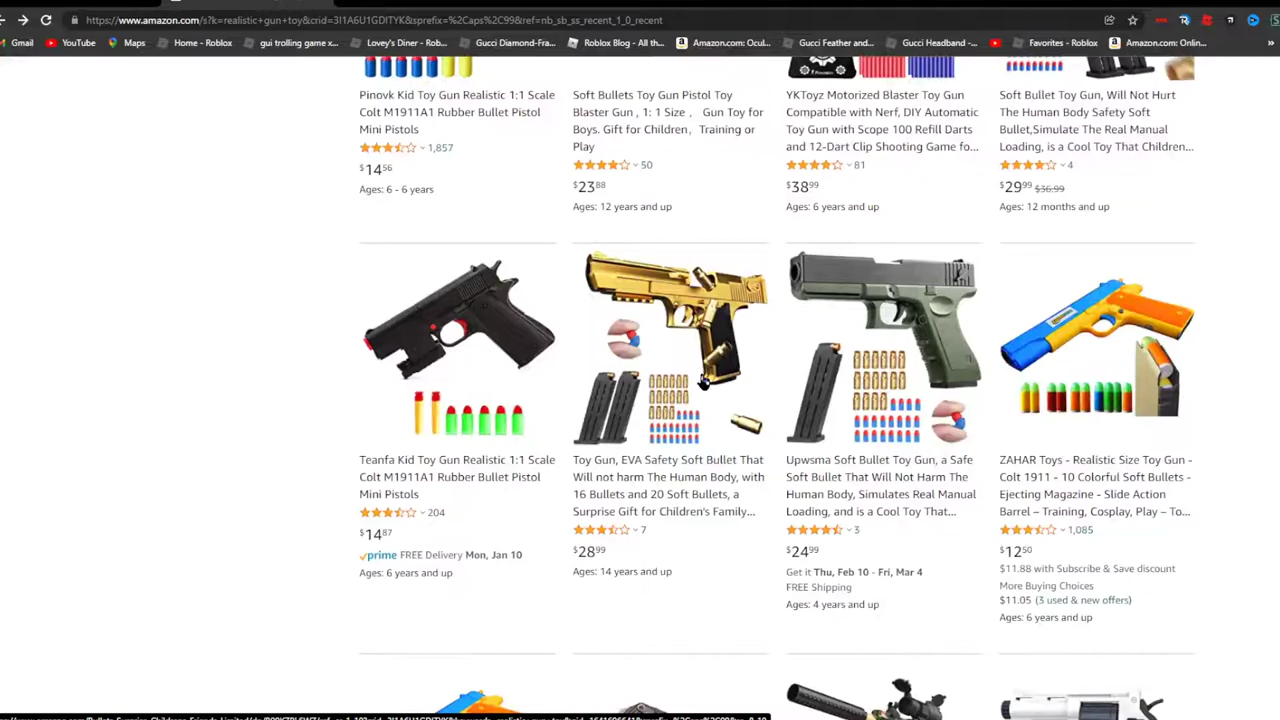 https://www.amazon.com/s?k=realistic+gun+toy&crid=3I1A6U1GDITYK&sprefix=%2Caps%2C99&ref=nb_sb_ss_recent_1_0_recent
Gmail YouTube Maps Home - Roblox gui trolling game x... Lovey's Diner - Rob... Gucci Diamond-Fra... Roblox Blog - All th... Amazon.com: Ocul... Gucci Feather and... Gucci Headband -... Favorites - Roblox Amazon.com: Onlin... »
Pinovk Kid Toy Gun Realistic 1:1 Scale
Colt M1911A1 Rubber Bullet Pistol
Mini Pistols
1,857
$14 56
Ages: 6 - 6 years
Soft Bullets Toy Gun Pistol Toy
Blaster Gun , 1: 1 Size , Gun Toy for
Boys. Gift for Children, Training or
Play
50
$23 88
Ages: 12 years and up
YKToyz Motorized Blaster Toy Gun
Compatible with Nerf, DIY Automatic
Toy Gun with Scope 100 Refill Darts
and 12-Dart Clip Shooting Game fo...
81
$38 99
Ages: 6 years and up
Soft Bullet Toy Gun, Will Not Hurt
The Human Body Safety Soft
Bullet,Simulate The Real Manual
Loading, is a Cool Toy That Children...
4
$29 99 $36.99
Ages: 12 months and up
Teanfa Kid Toy Gun Realistic 1:1 Scale
Colt M1911A1 Rubber Bullet Pistol
Mini Pistols
204
$14 87
prime FREE Delivery Mon, Jan 10
Ages: 6 years and up
Toy Gun, EVA Safety Soft Bullet That
Will not harm The Human Body, with
16 Bullets and 20 Soft Bullets, a
Surprise Gift for Children's Family...
7
$28 99
Ages: 14 years and up
Upwsma Soft Bullet Toy Gun, a Safe
Soft Bullet That Will Not Harm The
Human Body, Simulates Real Manual
Loading, and is a Cool Toy That...
3
$24 99
Get it Thu, Feb 10 - Fri, Mar 4
FREE Shipping
Ages: 4 years and up
ZAHAR Toys - Realistic Size Toy Gun -
Colt 1911 - 10 Colorful Soft Bullets -
Ejecting Magazine - Slide Action
Barrel – Training, Cosplay, Play – To...
1,085
$12 50
$11.88 with Subscribe & Save discount
More Buying Choices
$11.05 (3 used & new offers)
Ages: 6 years and up